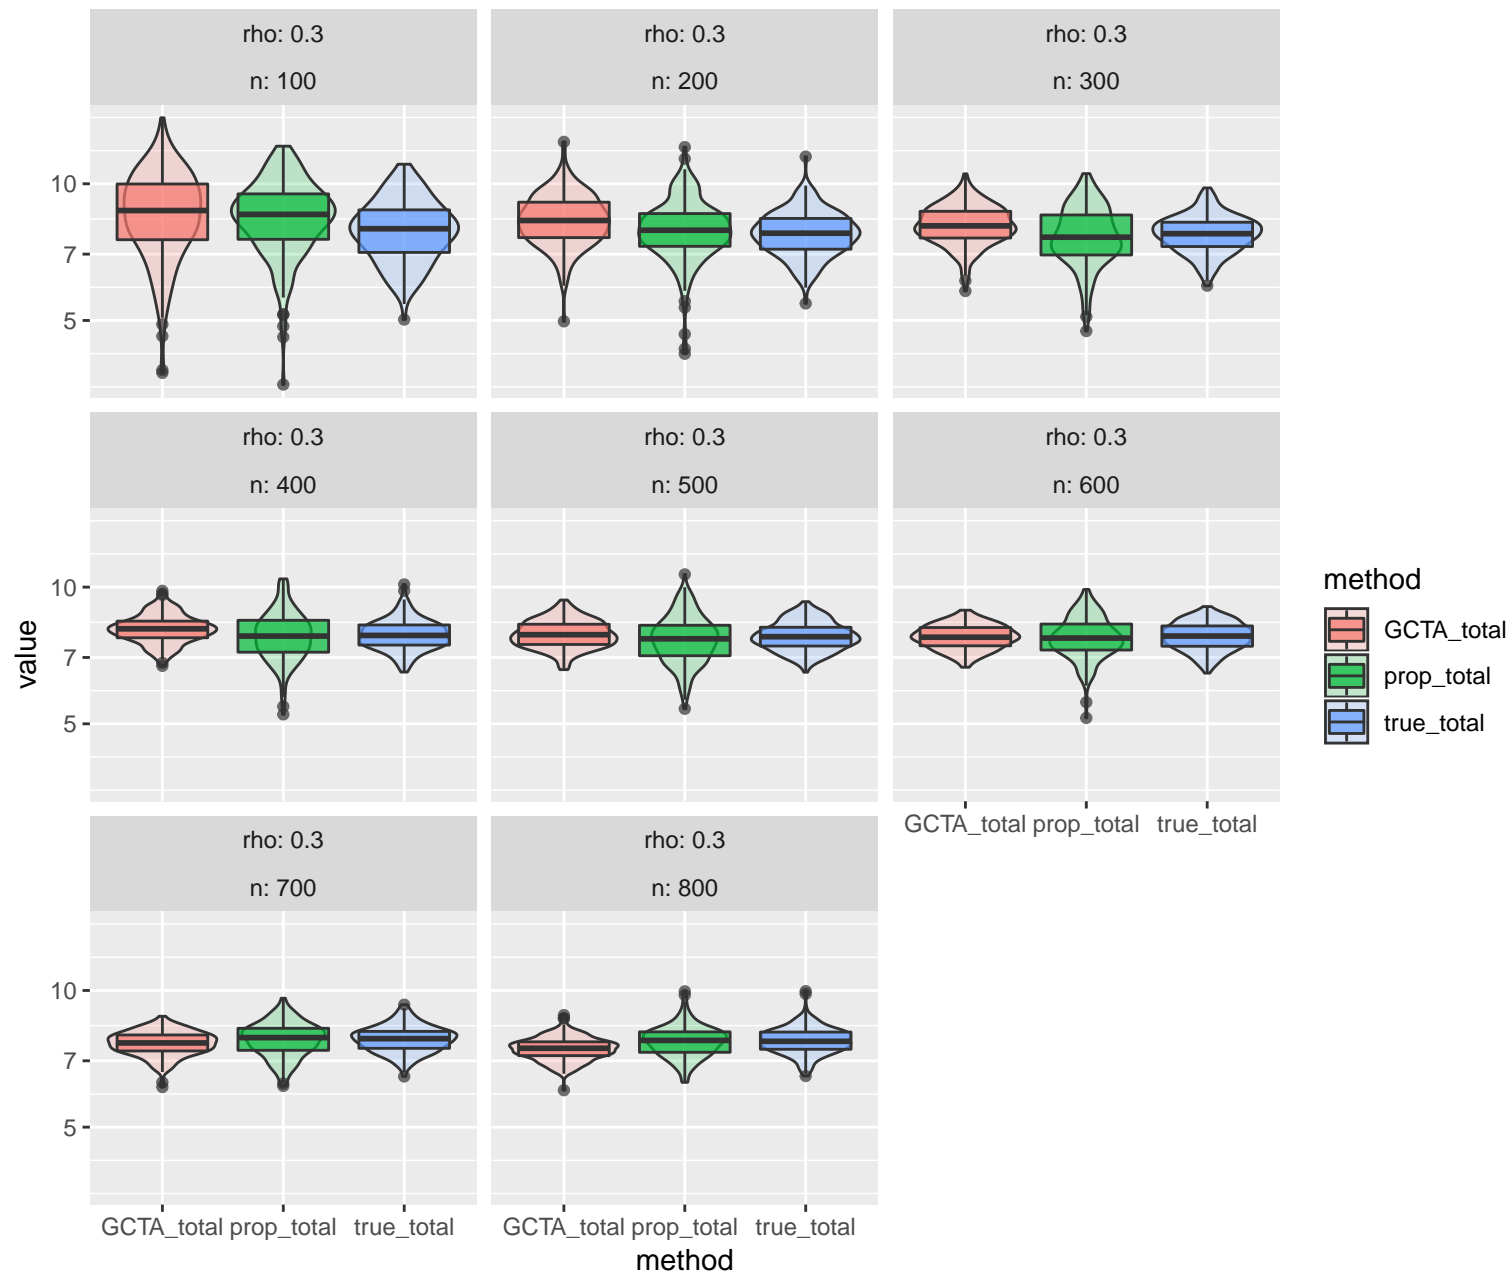 rho: 0.3
rho: 0.3
rho: 0.3
n: 100
n: 200
n: 300
10
7
5
rho: 0.3
rho: 0.3
rho: 0.3
n: 400
n: 500
n: 600
10
7
5
value
GCTA_total prop_total true_total
rho: 0.3
rho: 0.3
n: 700
n: 800
10
7
5
GCTA_total prop_total true_total
GCTA_total prop_total true_total
method
method
GCTA_total
prop_total
true_total